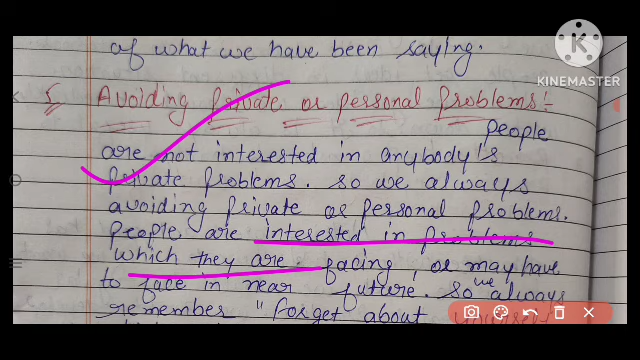 of what we have been saying.
KINEMASTER
5 Avoiding Private or Personal Problems:-
people
are not interested in anybody's
private problems. so we always
avoiding private or personal problems.
people are interested in problems
which they are facing, or may have
to face in near future. so we always
remember "forget about